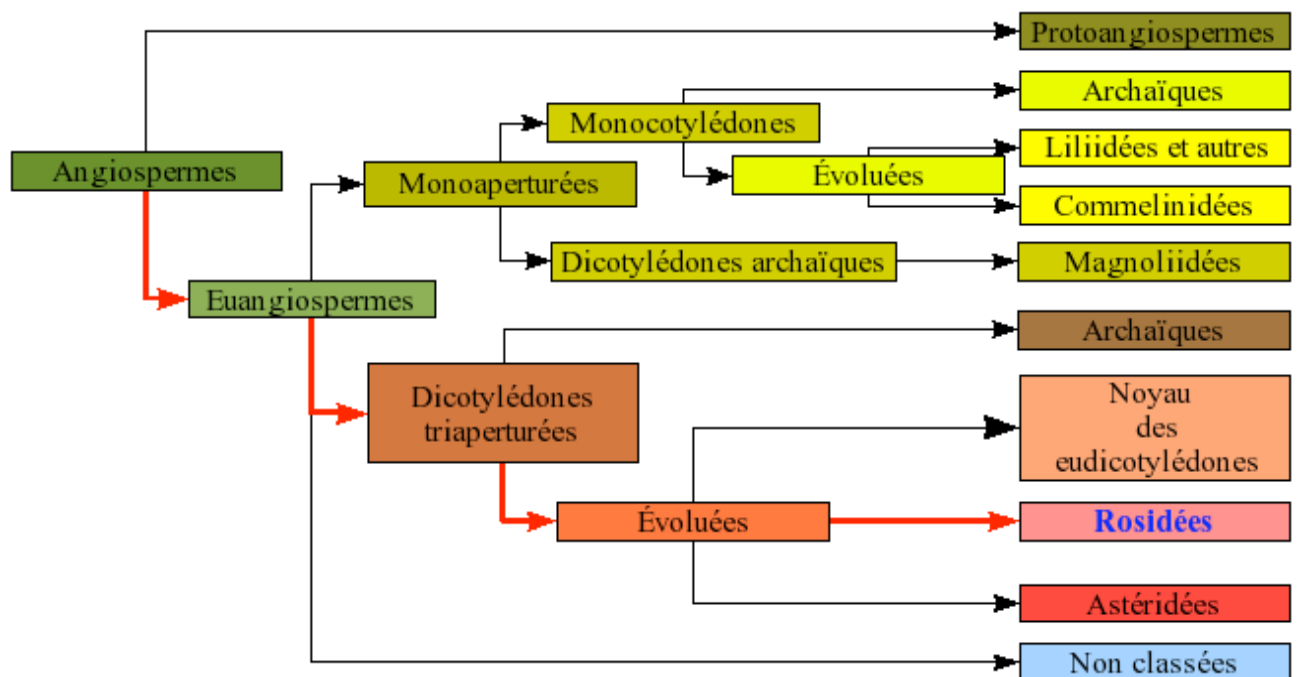 Protoangiospermes
Archaïques
Monocotylédones
Liliidées et autres
Angiospermes
Évoluées
Monoaperturées
Commelinidées
Dicotylédones archaïques
Magnoliidées
Euangiospermes
Archaïques
Dicotylédones
triaperturées
Noyau
des
eudicotylédones
Évoluées
Rosidées
Astéridées
Non classées